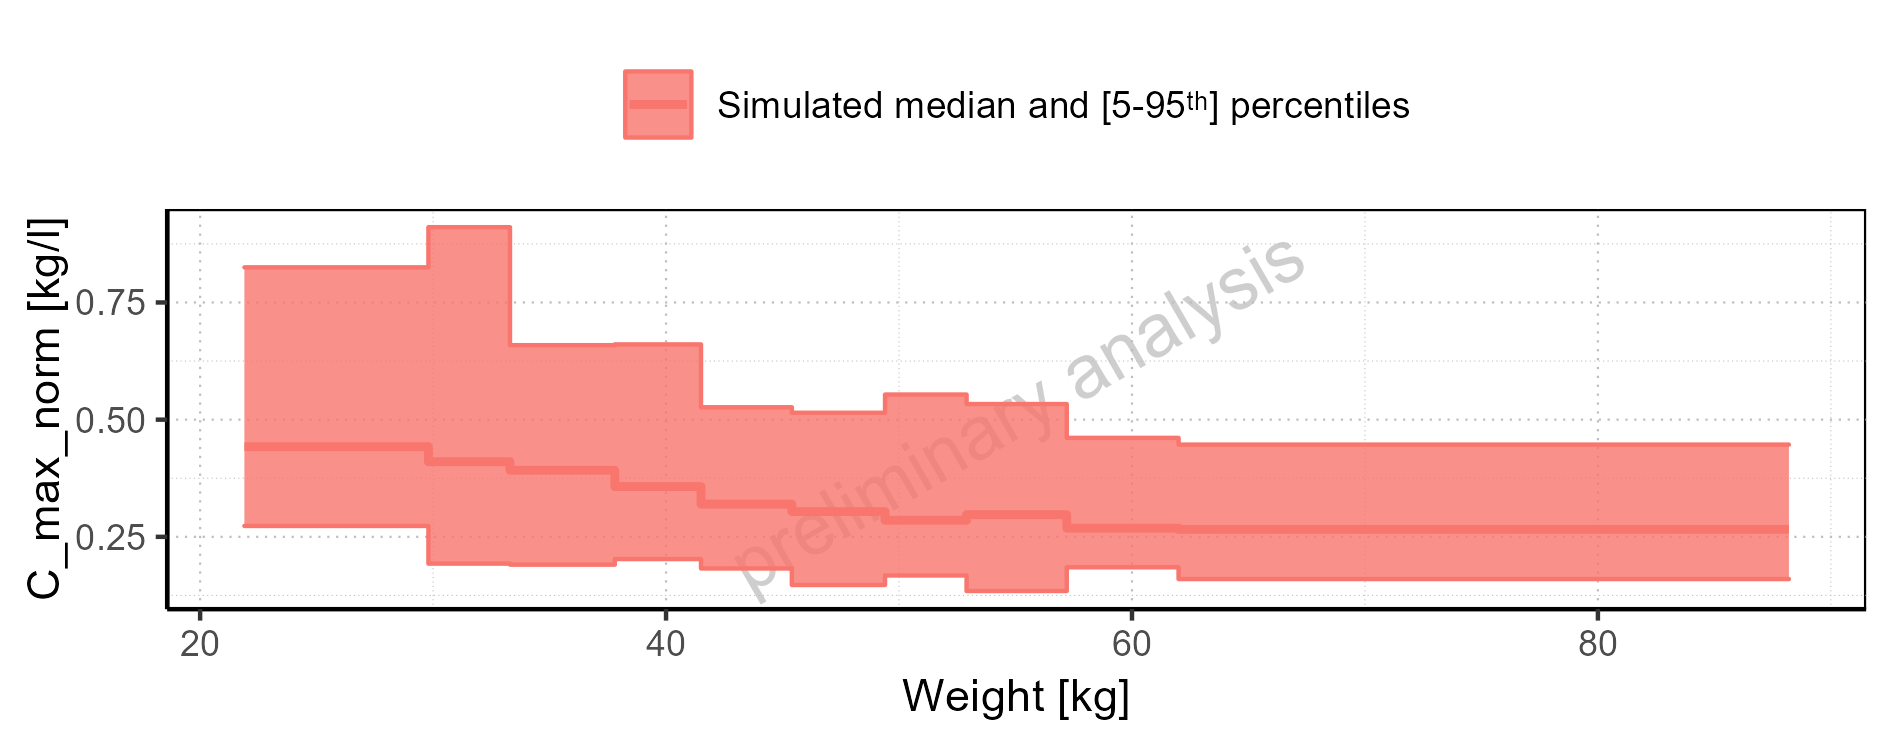 Simulated median and [5-95th] percentiles
C_max_norm [kg/l]
0.75
0.50
0.25
preliminary analysis
20 40 60 80
Weight [kg]